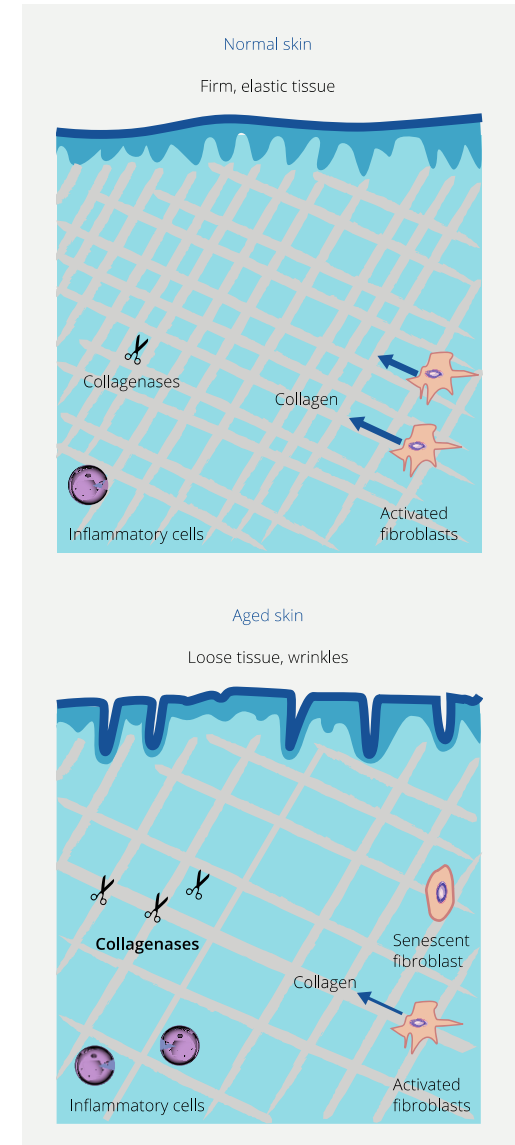 Normal skin
Firm, elastic tissue
Collagenases
Collagen
Activated
fibroblasts
Inflammatory cells
Aged skin
Loose tissue, wrinkles
Collagenases
Senescent
fibroblast
Collagen
Activated
fibroblasts
Inflammatory cells